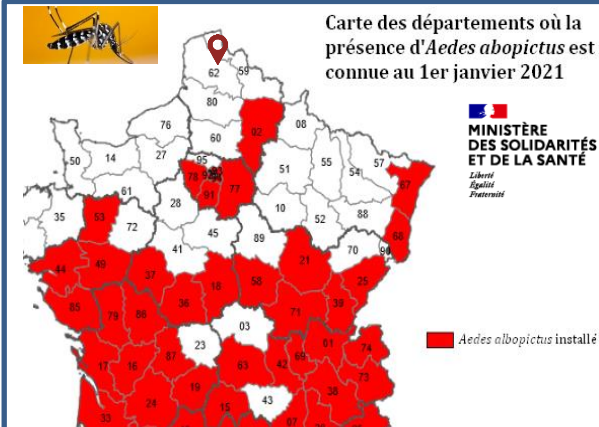 Carte des départements où la
présence d'Aedes abopictus est
connue au 1er janvier 2021
MINISTÈRE
DES SOLIDARITÉS
ET DE LA SANTÉ
Liberté
Égalité
Fraternité
62 59
80
76 02 08
60
50 14 27 95 51 55 54 57 67
78 77
61 91
35 53 28 10 52 88 68
72 45 89 70 90
41
44 49 37 18 58 21 25
85 79 86 36 71 39
03
23 01 74
17 16 87 63 42 69 73
19 38
33 24 15 43 07
Aedes albopictus installé